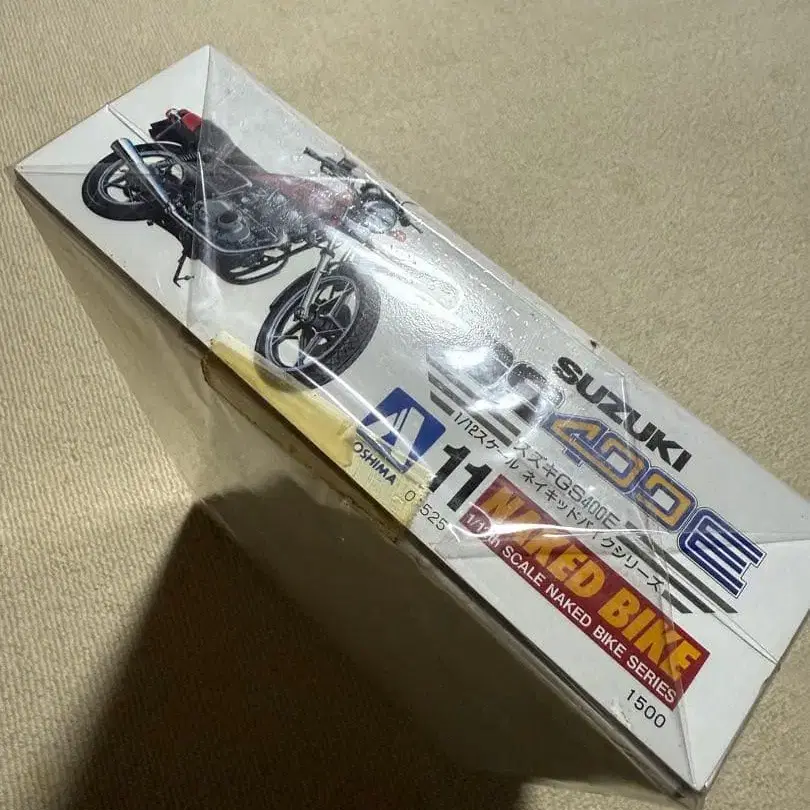 SUZUKI
GS400E
スズキGS400E
1/12スケール ネイキッドバイクシリーズ
OSHIMA
11
NAKED BIKE
1/12th SCALE NAKED BIKE SERIES
1500